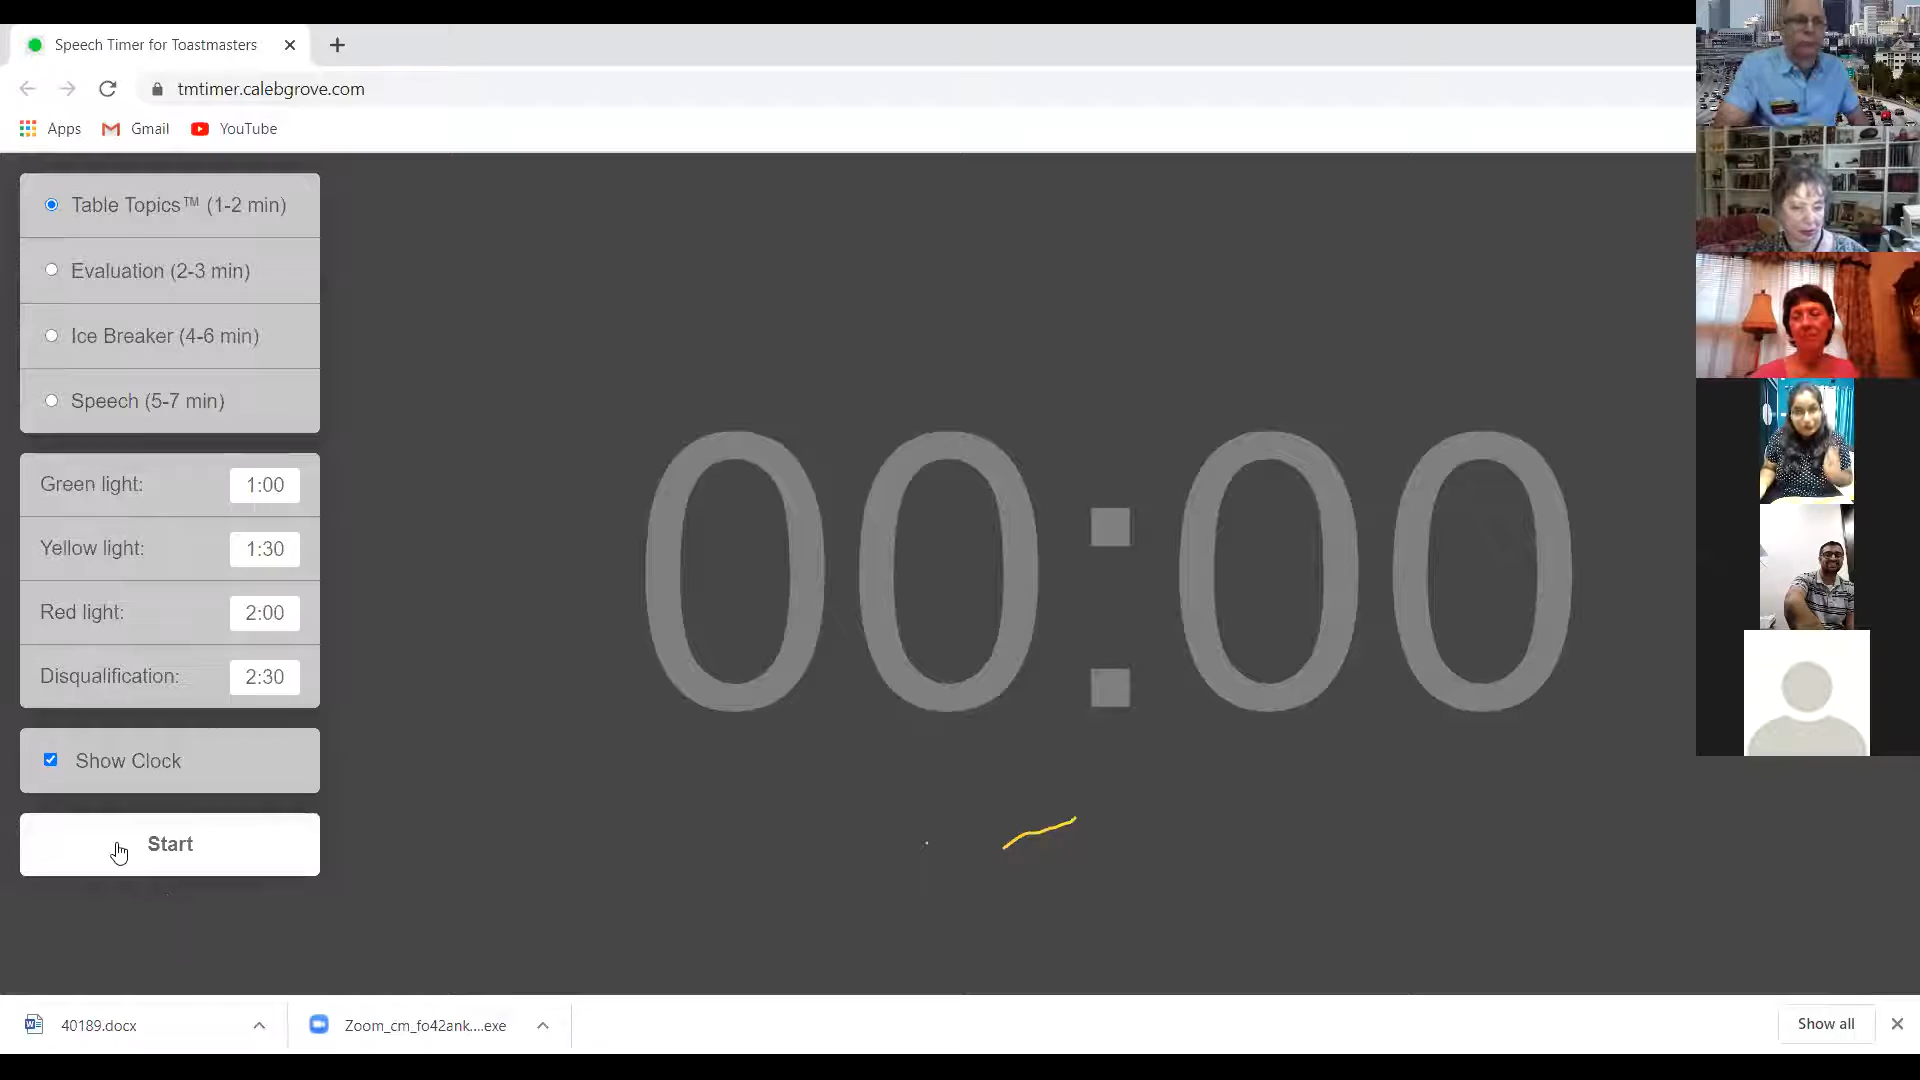 Speech Timer for Toastmasters
tmtimer.calebgrove.com
Apps Gmail YouTube
Table Topics™ (1-2 min)
Evaluation (2-3 min)
Ice Breaker (4-6 min)
Speech (5-7 min)
Green light: 1:00
Yellow light: 1:30
Red light: 2:00
Disqualification: 2:30
Show Clock
Start
00:00
40189.docx
Zoom_cm_fo42ank....exe
Show all